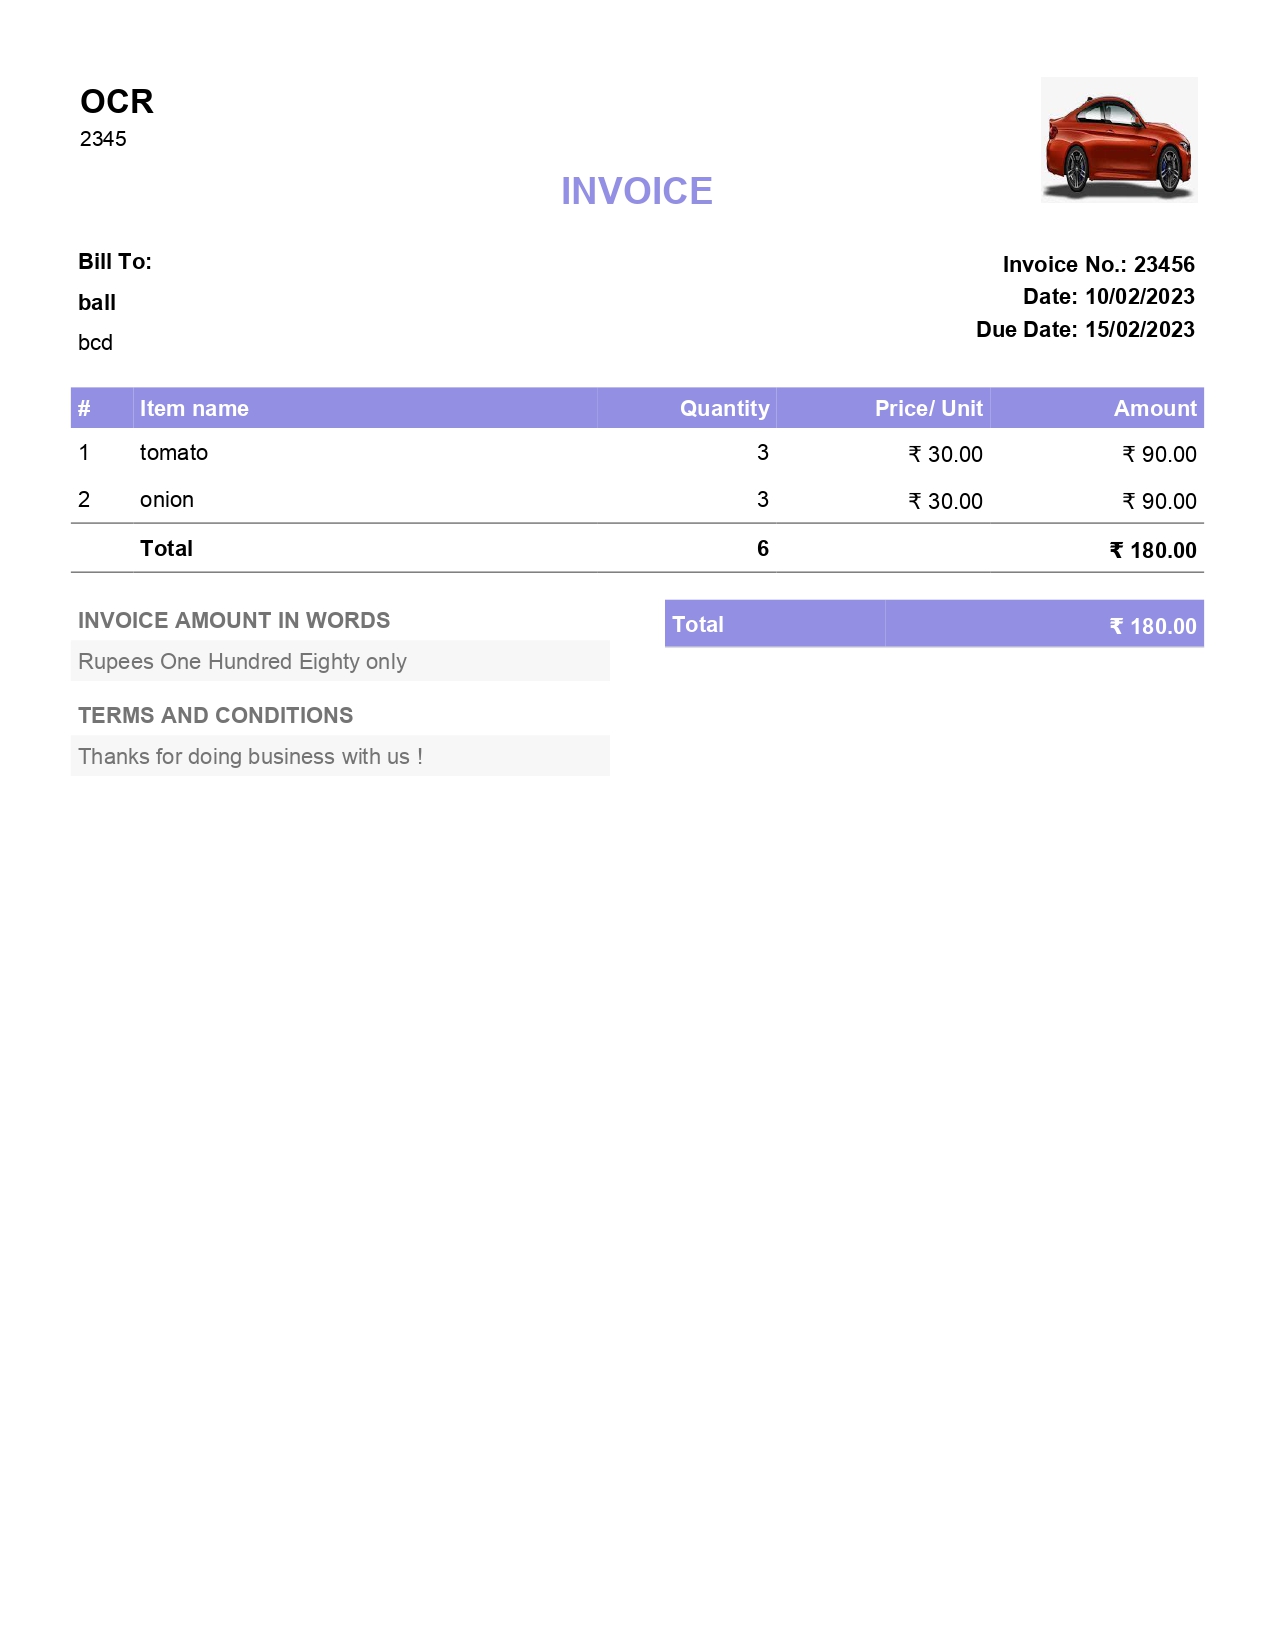 OCR
2345
INVOICE
Bill To:
ball
bcd
Invoice No.: 23456
Date: 10/02/2023
Due Date: 15/02/2023
# Item name Quantity Price/ Unit Amount
1 tomato 3 ₹ 30.00 ₹ 90.00
2 onion 3 ₹ 30.00 ₹ 90.00
Total 6 ₹ 180.00
INVOICE AMOUNT IN WORDS
Rupees One Hundred Eighty only
Total ₹ 180.00
TERMS AND CONDITIONS
Thanks for doing business with us !